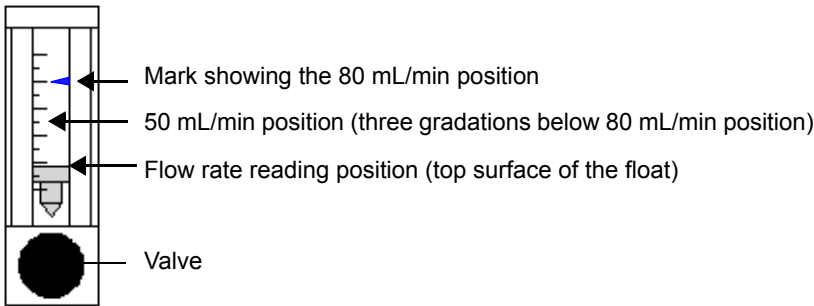 Mark showing the 80 mL/min position
50 mL/min position (three gradations below 80 mL/min position)
Flow rate reading position (top surface of the float)
Valve